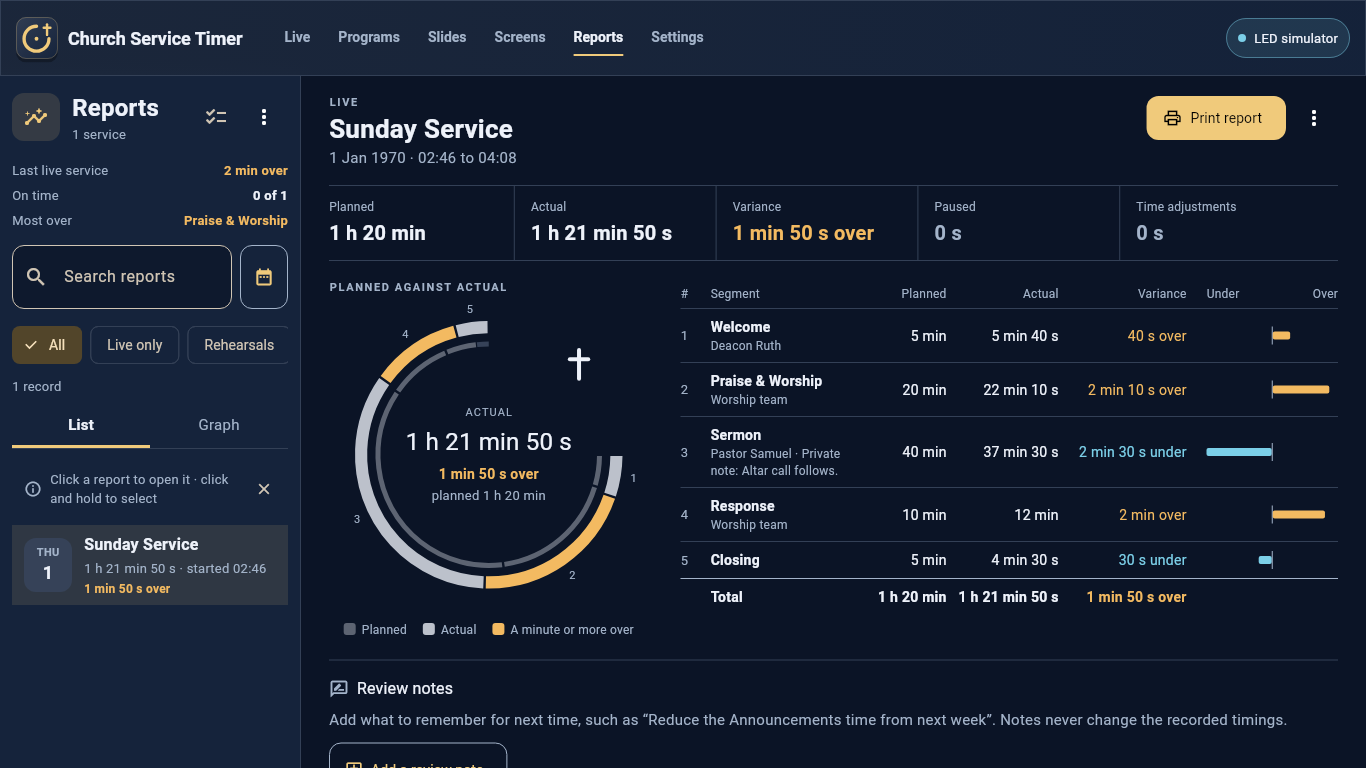 Church Service Timer
Live
Programs
Slides
Screens
Reports
Settings
LED simulator
Reports
1 service
Last live service
2 min over
On time
0 of 1
Most over
Praise & Worship
Search reports
All
Live only
Rehearsals
1 record
List
Graph
Click a report to open it · click
and hold to select
THU
1
Sunday Service
1 h 21 min 50 s · started 02:46
1 min 50 s over
LIVE
Sunday Service
1 Jan 1970 · 02:46 to 04:08
Print report
Planned
1 h 20 min
Actual
1 h 21 min 50 s
Variance
1 min 50 s over
Paused
0 s
Time adjustments
0 s
PLANNED AGAINST ACTUAL
5
4
3
2
1
ACTUAL
1 h 21 min 50 s
1 min 50 s over
planned 1 h 20 min
Planned
Actual
A minute or more over
# Segment Planned Actual Variance Under Over
1 Welcome 5 min 5 min 40 s 40 s over
Deacon Ruth
2 Praise & Worship 20 min 22 min 10 s 2 min 10 s over
Worship team
Sermon
3 Pastor Samuel · Private 40 min 37 min 30 s 2 min 30 s under
note: Altar call follows.
4 Response 10 min 12 min 2 min over
Worship team
5 Closing 5 min 4 min 30 s 30 s under
Total 1 h 20 min 1 h 21 min 50 s 1 min 50 s over
Review notes
Add what to remember for next time, such as “Reduce the Announcements time from next week”. Notes never change the recorded timings.
Add a review note